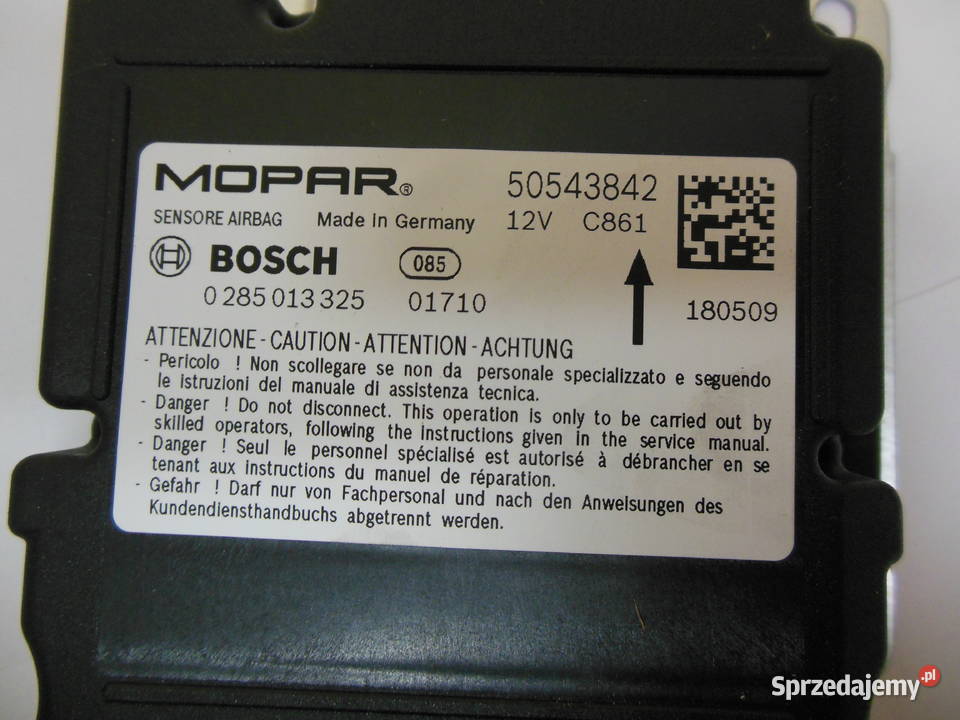 MOPAR® 50543842
SENSORE AIRBAG Made in Germany 12V C861
BOSCH 085
0 285 013 325 01710 180509
ATTENZIONE - CAUTION - ATTENTION - ACHTUNG
- Pericolo ! Non scollegare se non da personale specializzato e seguendo
le istruzioni del manuale di assistenza tecnica.
- Danger ! Do not disconnect. This operation is only to be carried out by
skilled operators, following the instructions given in the service manual.
- Danger ! Seul le personnel spécialisé est autorisé à débrancher en se
tenant aux instructions du manuel de réparation.
- Gefahr ! Darf nur von Fachpersonal und nach den Anweisungen des
Kundendiensthandbuchs abgetrennt werden.
Sprzedajemy.pl